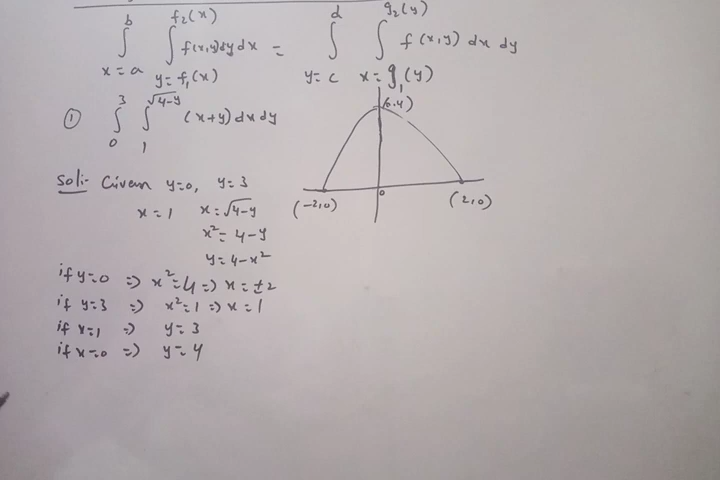 b f₂(x) d g₂(y)
∫ ∫ f(x,y)dy dx = ∫ ∫ f(x,y) dx dy
x=a y=f₁(x) y=c x=g₁(y)
① ∫₀³ ∫₁^√4-y (x+y) dx dy
(0.4)
Sol:- Given y=0, y=3
x=1 x=√4-y
x²=4-y
y=4-x²
0
(-2,0) (2,0)
if y=0 => x²=4 => x=±2
if y=3 => x²=1 => x=1
if x=1 => y=3
if x=0 => y=4